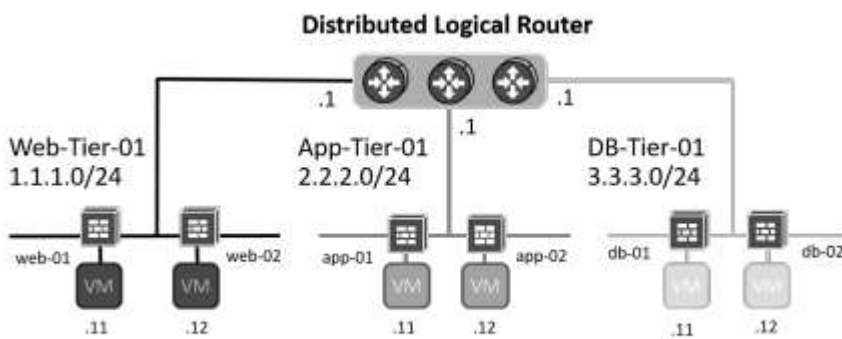 Distributed Logical Router
.1
.1
.1
Web-Tier-01
1.1.1.0/24
App-Tier-01
2.2.2.0/24
DB-Tier-01
3.3.3.0/24
web-01
web-02
app-01
app-02
db-01
db-02
VM
VM
VM
VM
VM
VM
.11
.12
.11
.12
.11
.12